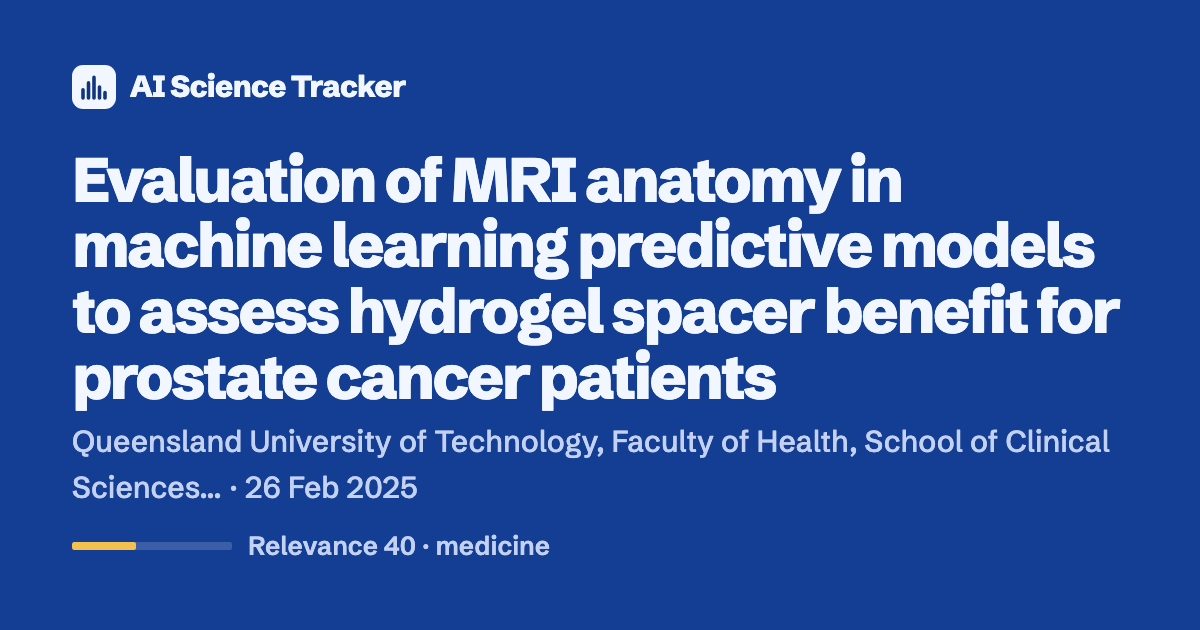 AI Science Tracker
Evaluation of MRI anatomy in
machine learning predictive models
to assess hydrogel spacer benefit for
prostate cancer patients
Queensland University of Technology, Faculty of Health, School of Clinical
Sciences... · 26 Feb 2025
Relevance 40 · medicine